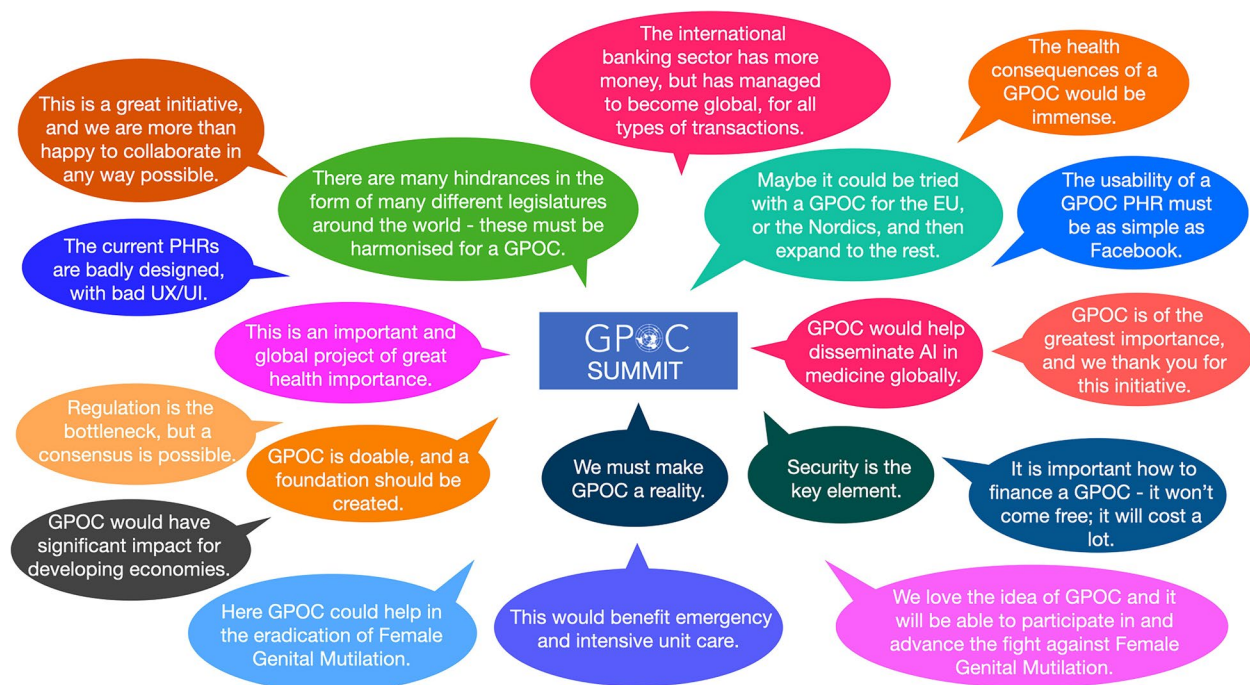 The international
banking sector has more
money, but has managed
to become global, for all
types of transactions.
The health
consequences of a
GPOC would be
immense.
This is a great initiative,
and we are more than
happy to collaborate in
any way possible.
There are many hindrances in the
form of many different legislatures
around the world - these must be
harmonised for a GPOC.
Maybe it could be tried
with a GPOC for the EU,
or the Nordics, and then
expand to the rest.
The usability of a
GPOC PHR must
be as simple as
Facebook.
The current PHRs
are badly designed,
with bad UX/UI.
This is an important and
global project of great
health importance.
GPOC
SUMMIT
GPOC would help
disseminate AI in
medicine globally.
GPOC is of the
greatest importance,
and we thank you for
this initiative.
Regulation is the
bottleneck, but a
consensus is possible.
GPOC is doable, and a
foundation should be
created.
We must make
GPOC a reality.
Security is the
key element.
It is important how to
finance a GPOC - it won’t
come free; it will cost a
lot.
GPOC would have
significant impact for
developing economies.
Here GPOC could help in
the eradication of Female
Genital Mutilation.
This would benefit emergency
and intensive unit care.
We love the idea of GPOC and it
will be able to participate in and
advance the fight against Female
Genital Mutilation.